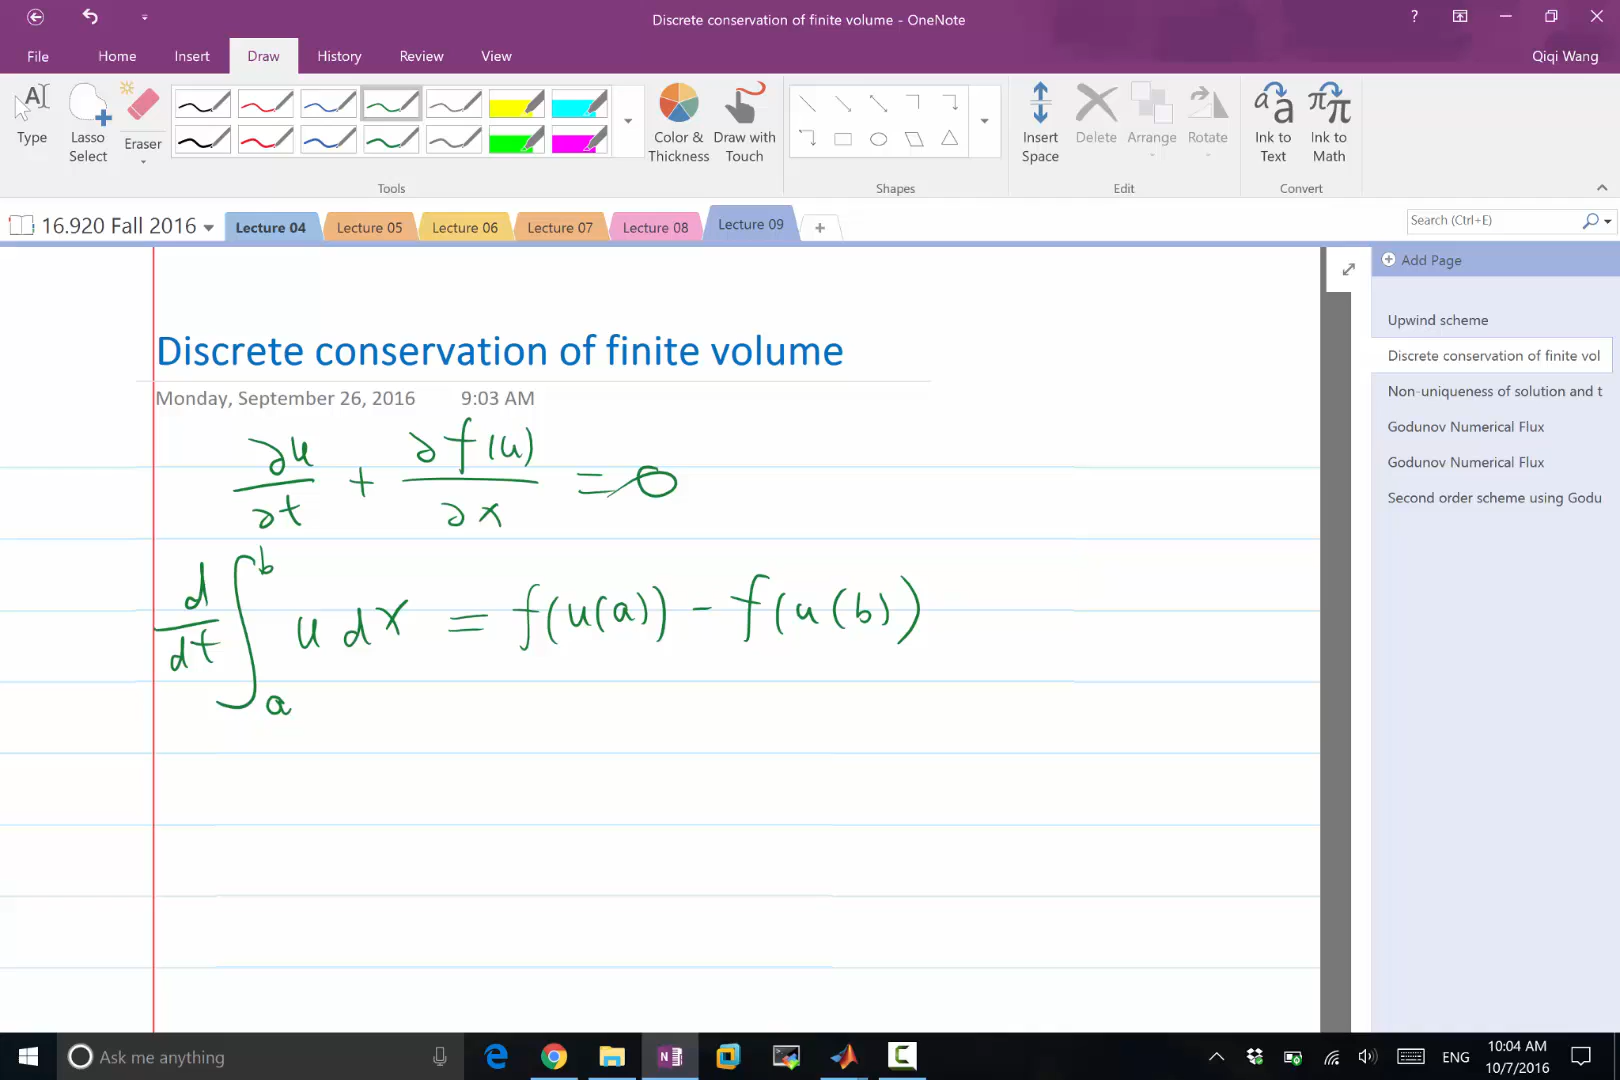 Discrete conservation of finite volume - OneNote
?
Qiqi Wang
File Home Insert Draw History Review View
Type
Lasso Select
Eraser
Color & Thickness
Draw with Touch
Insert Space
Delete
Arrange
Rotate
Ink to Text
Ink to Math
Tools
Shapes
Edit
Convert
16.920 Fall 2016
Lecture 04 Lecture 05 Lecture 06 Lecture 07 Lecture 08 Lecture 09 +
Search (Ctrl+E)
Add Page
Upwind scheme
Discrete conservation of finite vol
Non-uniqueness of solution and t
Godunov Numerical Flux
Godunov Numerical Flux
Second order scheme using Godu
Discrete conservation of finite volume
Monday, September 26, 2016 9:03 AM
∂u/∂t + ∂f(u)/∂x = 0
d/dt ∫_a^b u dx = f(u(a)) - f(u(b))
Ask me anything
ENG
10:04 AM
10/7/2016